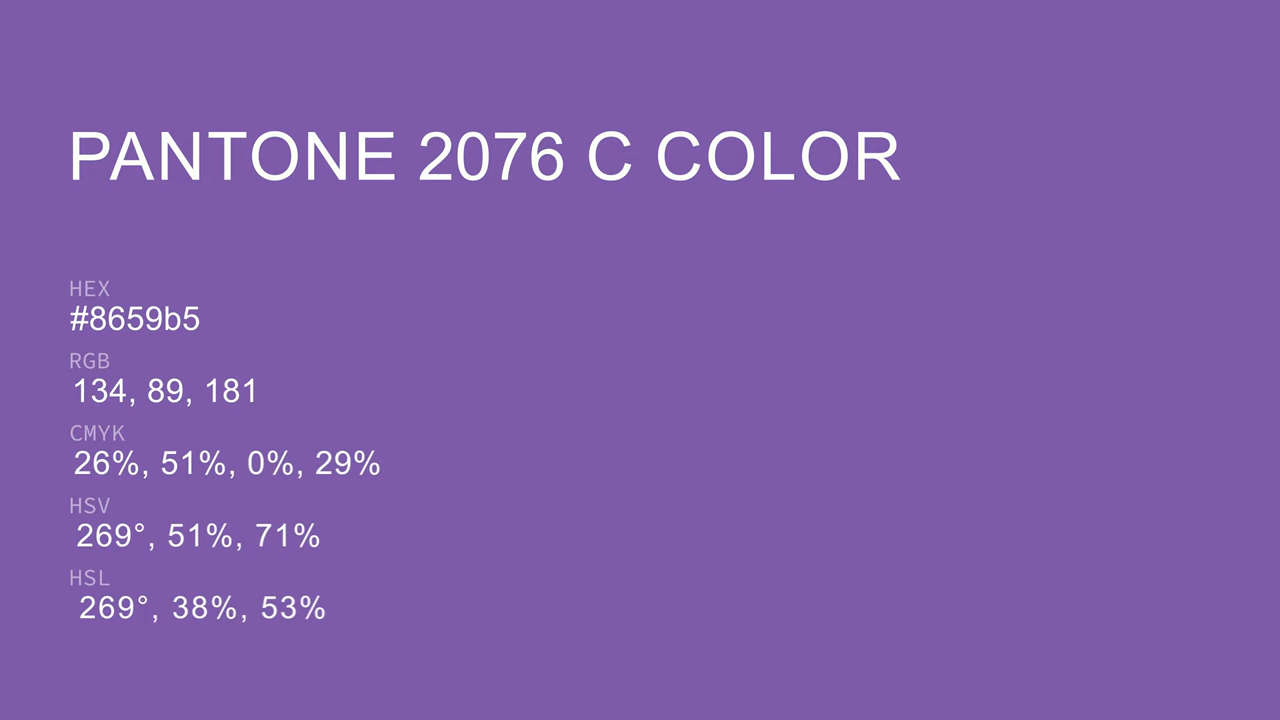 PANTONE 2076 C COLOR
HEX
#8659b5
RGB
134, 89, 181
CMYK
26%, 51%, 0%, 29%
HSV
269°, 51%, 71%
HSL
269°, 38%, 53%